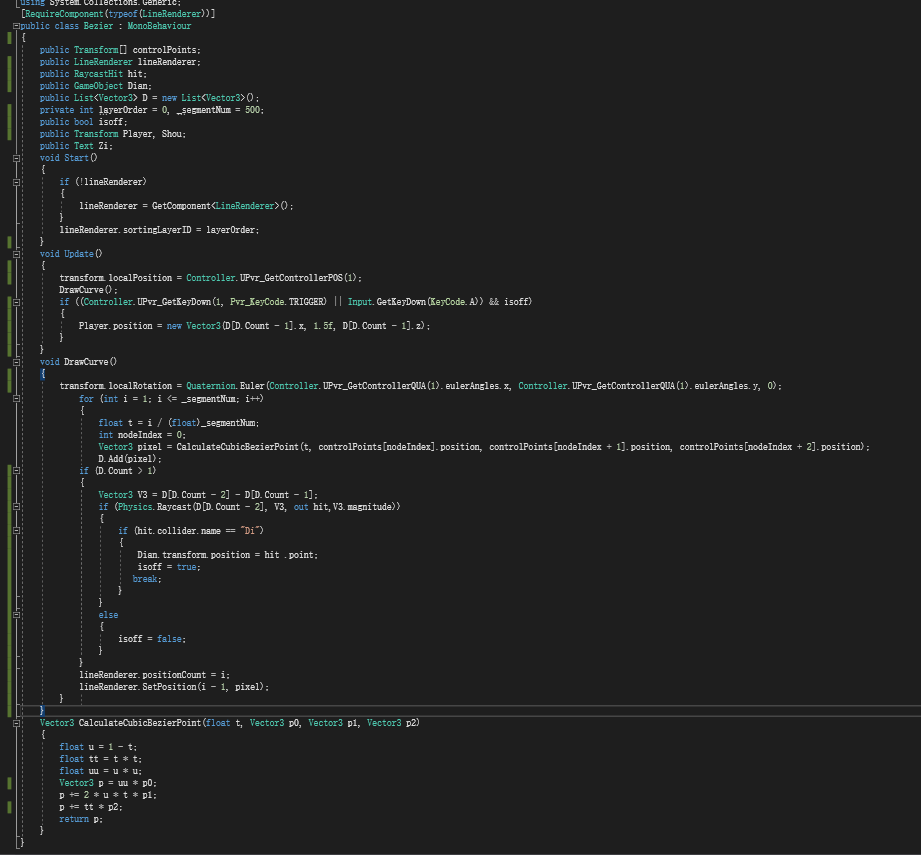 using System.Collections.Generic;
[RequireComponent(typeof(LineRenderer))]
public class Bezier : MonoBehaviour
{
public Transform[] controlPoints;
public LineRenderer lineRenderer;
public RaycastHit hit;
public GameObject Dian;
public List<Vector3> D = new List<Vector3>();
private int layerOrder = 0, _segmentNum = 500;
public bool isoff;
public Transform Player, Shou;
public Text Zi;
void Start()
{
if (!lineRenderer)
{
lineRenderer = GetComponent<LineRenderer>();
}
lineRenderer.sortingLayerID = layerOrder;
}
void Update()
{
transform.localPosition = Controller.UPvr_GetControllerPOS(1);
DrawCurve();
if ((Controller.UPvr_GetKeyDown(1, Pvr_KeyCode.TRIGGER) || Input.GetKeyDown(KeyCode.A)) && isoff)
{
Player.position = new Vector3(D[D.Count - 1].x, 1.5f, D[D.Count - 1].z);
}
}
void DrawCurve()
{
transform.localRotation = Quaternion.Euler(Controller.UPvr_GetControllerQUA(1).eulerAngles.x, Controller.UPvr_GetControllerQUA(1).eulerAngles.y, 0);
for (int i = 1; i <= _segmentNum; i++)
{
float t = i / (float)_segmentNum;
int nodeIndex = 0;
Vector3 pixel = CalculateCubicBezierPoint(t, controlPoints[nodeIndex].position, controlPoints[nodeIndex + 1].position, controlPoints[nodeIndex + 2].position);
D.Add(pixel);
if (D.Count > 1)
{
Vector3 V3 = D[D.Count - 2] - D[D.Count - 1];
if (Physics.Raycast(D[D.Count - 2], V3, out hit,V3.magnitude))
{
if (hit.collider.name == "Di")
{
Dian.transform.position = hit .point;
isoff = true;
break;
}
}
else
{
isoff = false;
}
}
lineRenderer.positionCount = i;
lineRenderer.SetPosition(i - 1, pixel);
}
}
Vector3 CalculateCubicBezierPoint(float t, Vector3 p0, Vector3 p1, Vector3 p2)
{
float u = 1 - t;
float tt = t * t;
float uu = u * u;
Vector3 p = uu * p0;
p += 2 * u * t * p1;
p += tt * p2;
return p;
}
}